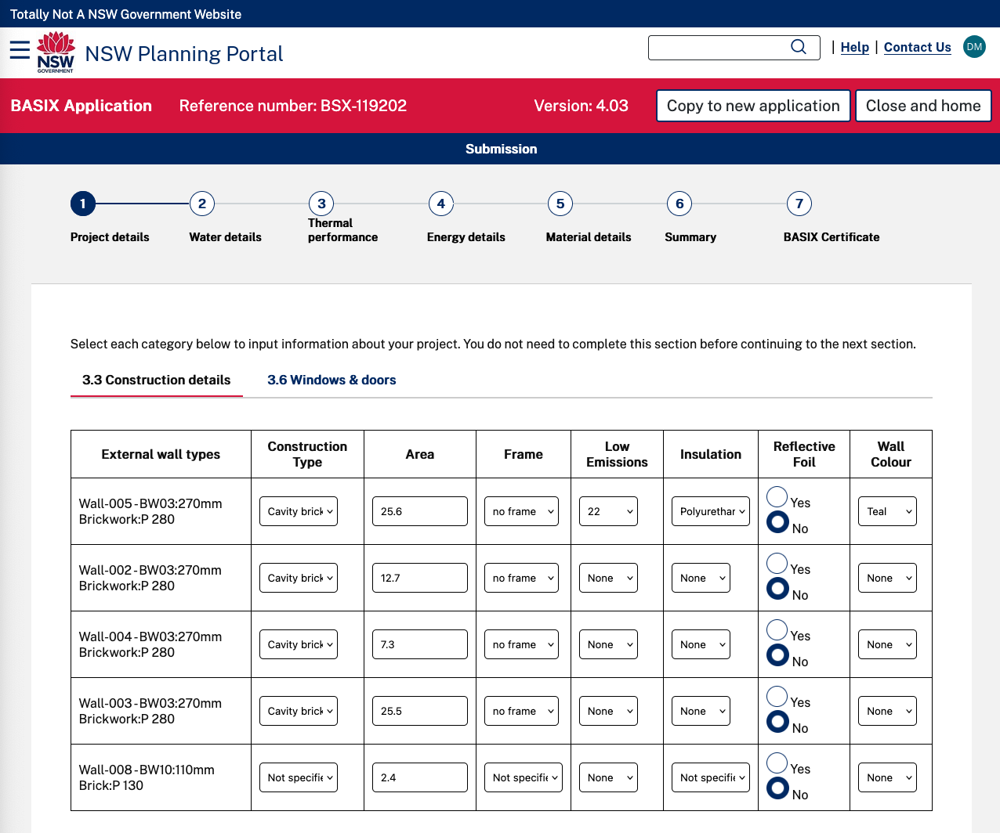 Totally Not A NSW Government Website
NSW
GOVERNMENT
NSW Planning Portal
| Help | Contact Us
DM
BASIX Application
Reference number: BSX-119202
Version: 4.03
Copy to new application
Close and home
Submission
1
2
3
4
5
6
7
Project details
Water details
Thermal
performance
Energy details
Material details
Summary
BASIX Certificate
Select each category below to input information about your project. You do not need to complete this section before continuing to the next section.
3.3 Construction details
3.6 Windows & doors
External wall types
Construction
Type
Area
Frame
Low
Emissions
Insulation
Reflective
Foil
Wall
Colour
Wall-005 - BW03:270mm
Brickwork:P 280
Cavity brick
25.6
no frame
22
Polyurethan
Yes
No
Teal
Wall-002 - BW03:270mm
Brickwork:P 280
Cavity brick
12.7
no frame
None
None
Yes
No
None
Wall-004 - BW03:270mm
Brickwork:P 280
Cavity brick
7.3
no frame
None
None
Yes
No
None
Wall-003 - BW03:270mm
Brickwork:P 280
Cavity brick
25.5
no frame
None
None
Yes
No
None
Wall-008 - BW10:110mm
Brick:P 130
Not specifie
2.4
Not specifie
None
Not specifie
Yes
No
None